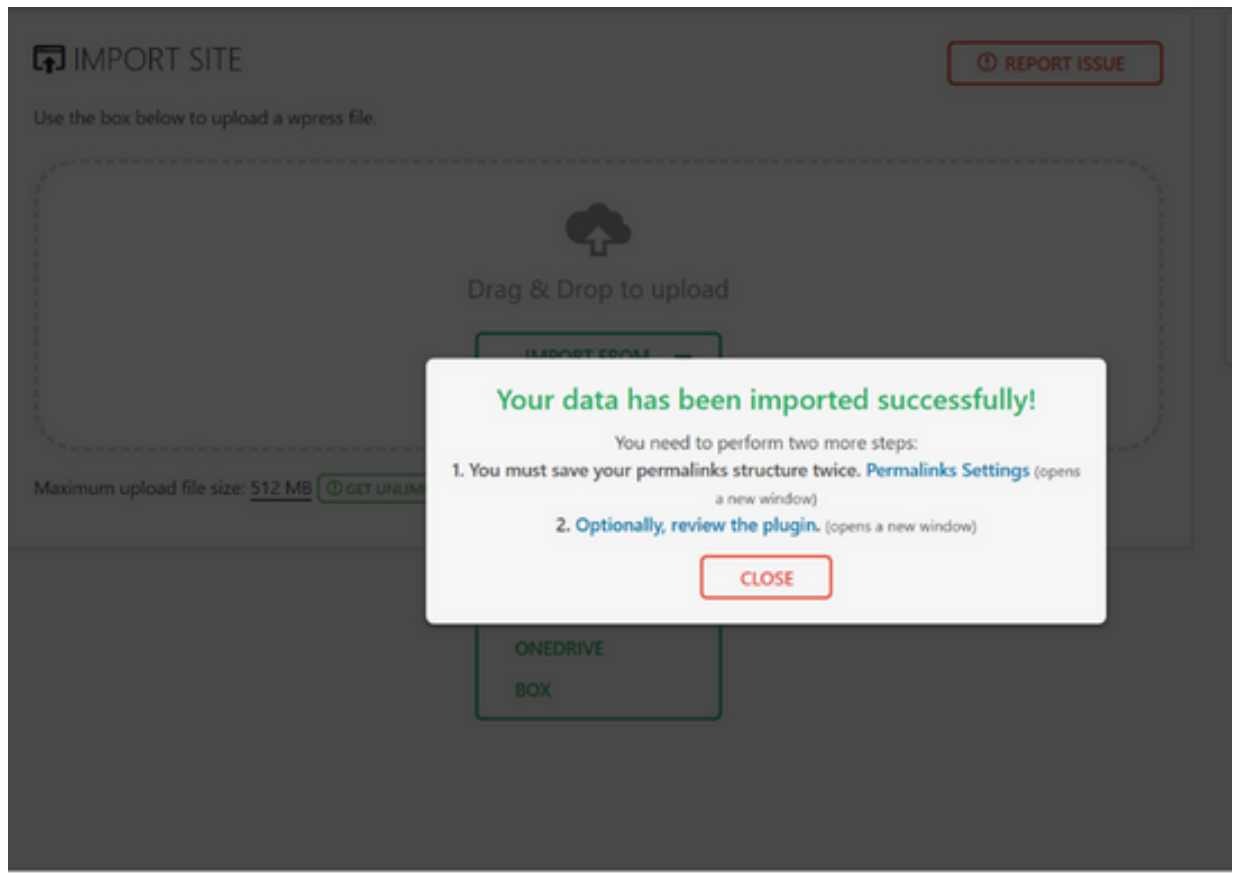 IMPORT SITE
REPORT ISSUE
Use the box below to upload a wpress file.
Drag & Drop to upload
IMPORT FROM
Your data has been imported successfully!
You need to perform two more steps:
1. You must save your permalinks structure twice. Permalinks Settings (opens
a new window)
2. Optionally, review the plugin. (opens a new window)
CLOSE
Maximum upload file size: 512 MB GET
ONEDRIVE
BOX